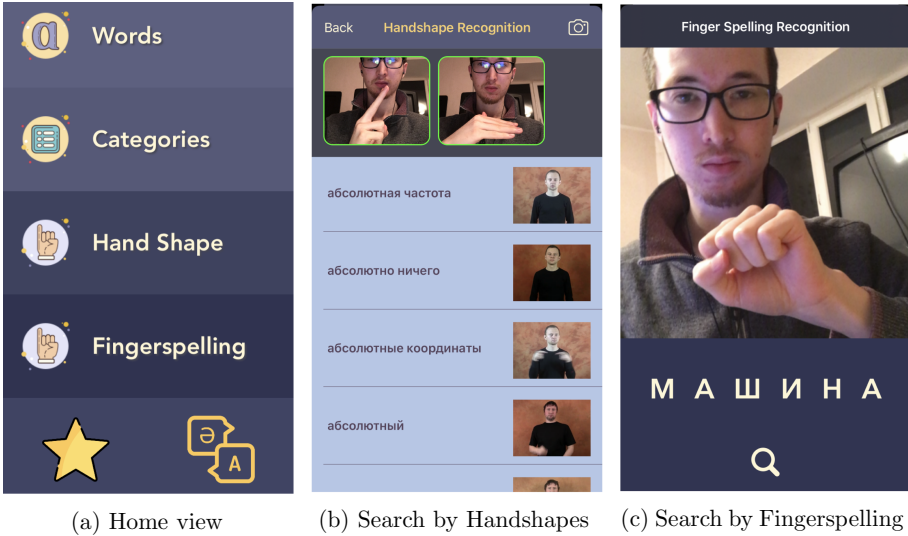 Words
Categories
Hand Shape
Fingerspelling
ə
A
(a) Home view
Back Handshape Recognition
абсолютная частота
абсолютно ничего
абсолютные координаты
абсолютный
(b) Search by Handshapes
Finger Spelling Recognition
МАШИНА
(c) Search by Fingerspelling